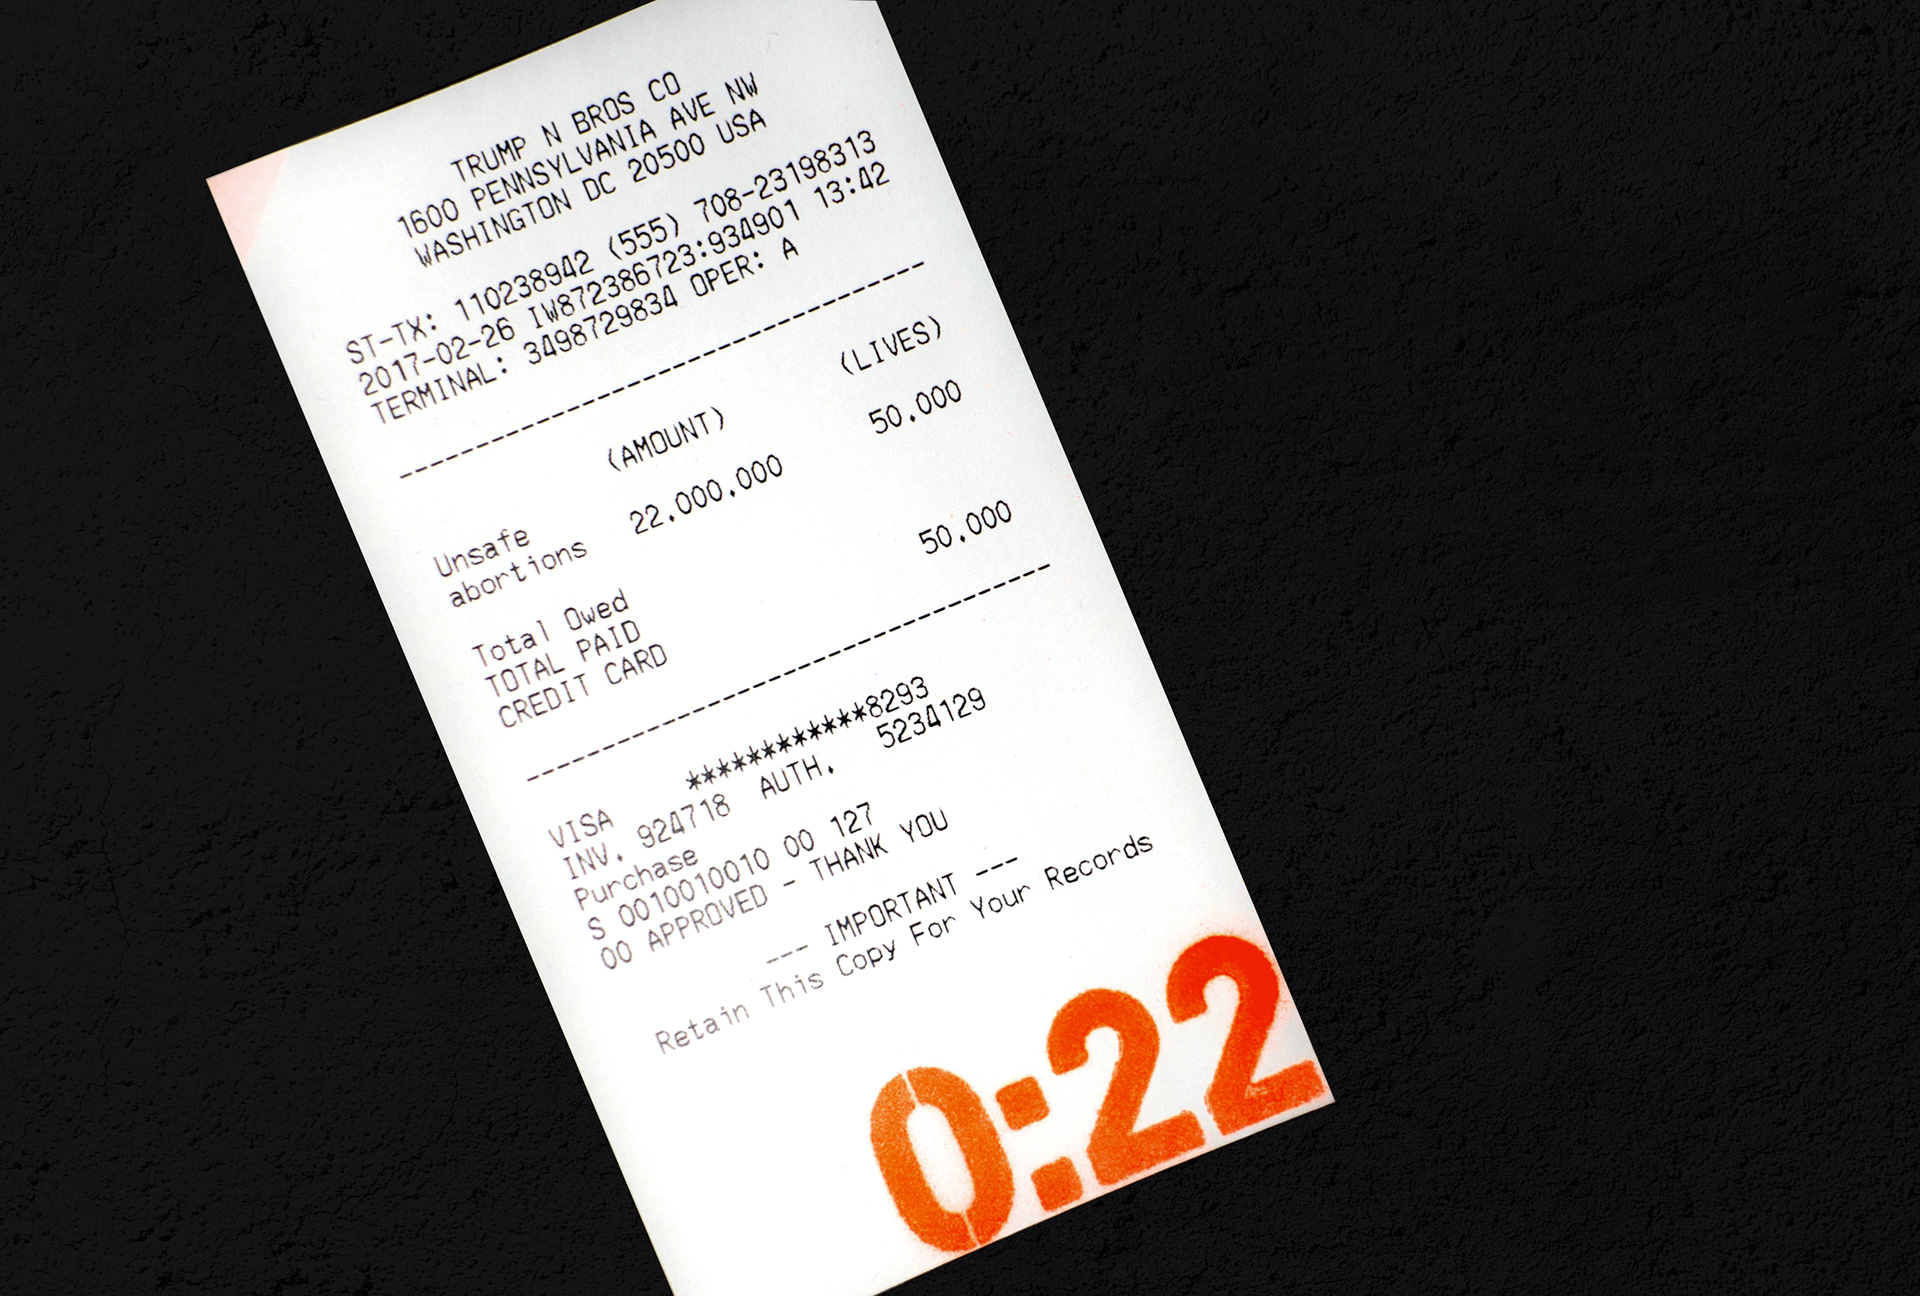 TRUMP N BROS CO
1600 PENNSYLVANIA AVE NW
WASHINGTON DC 20500 USA
ST-TX: 110238942 (555) 708-23198313
2017-02-26 IW872386723:934901 13:42
TERMINAL: 3498729834 OPER: A
(AMOUNT) (LIVES)
Unsafe
abortions 22.000.000 50.000
Total Owed 50.000
TOTAL PAID
CREDIT CARD
VISA ************8293
INV. 924718 AUTH. 5234129
Purchase
S 0010010010 00 127
00 APPROVED - THANK YOU
--- IMPORTANT ---
Retain This Copy For Your Records
0:22